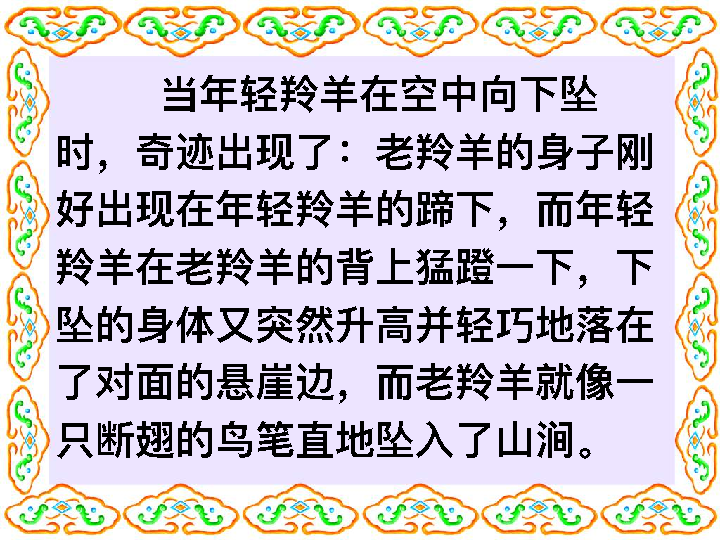 当年轻羚羊在空中向下坠
时，奇迹出现了：老羚羊的身子刚
好出现在年轻羚羊的蹄下，而年轻
羚羊在老羚羊的背上猛蹬一下，下
坠的身体又突然升高并轻巧地落在
了对面的悬崖边，而老羚羊就像一
只断翅的鸟笔直地坠入了山涧。